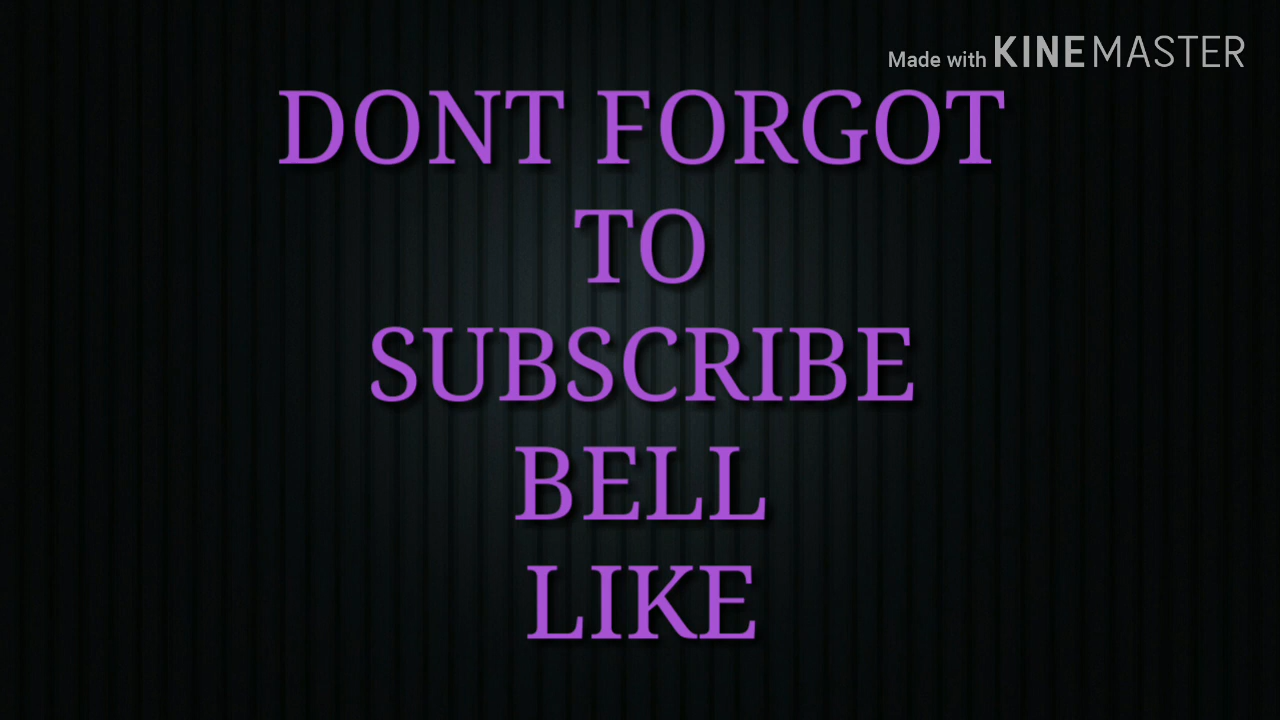 Made with KINEMASTER
DONT FORGOT
TO
SUBSCRIBE
BELL
LIKE